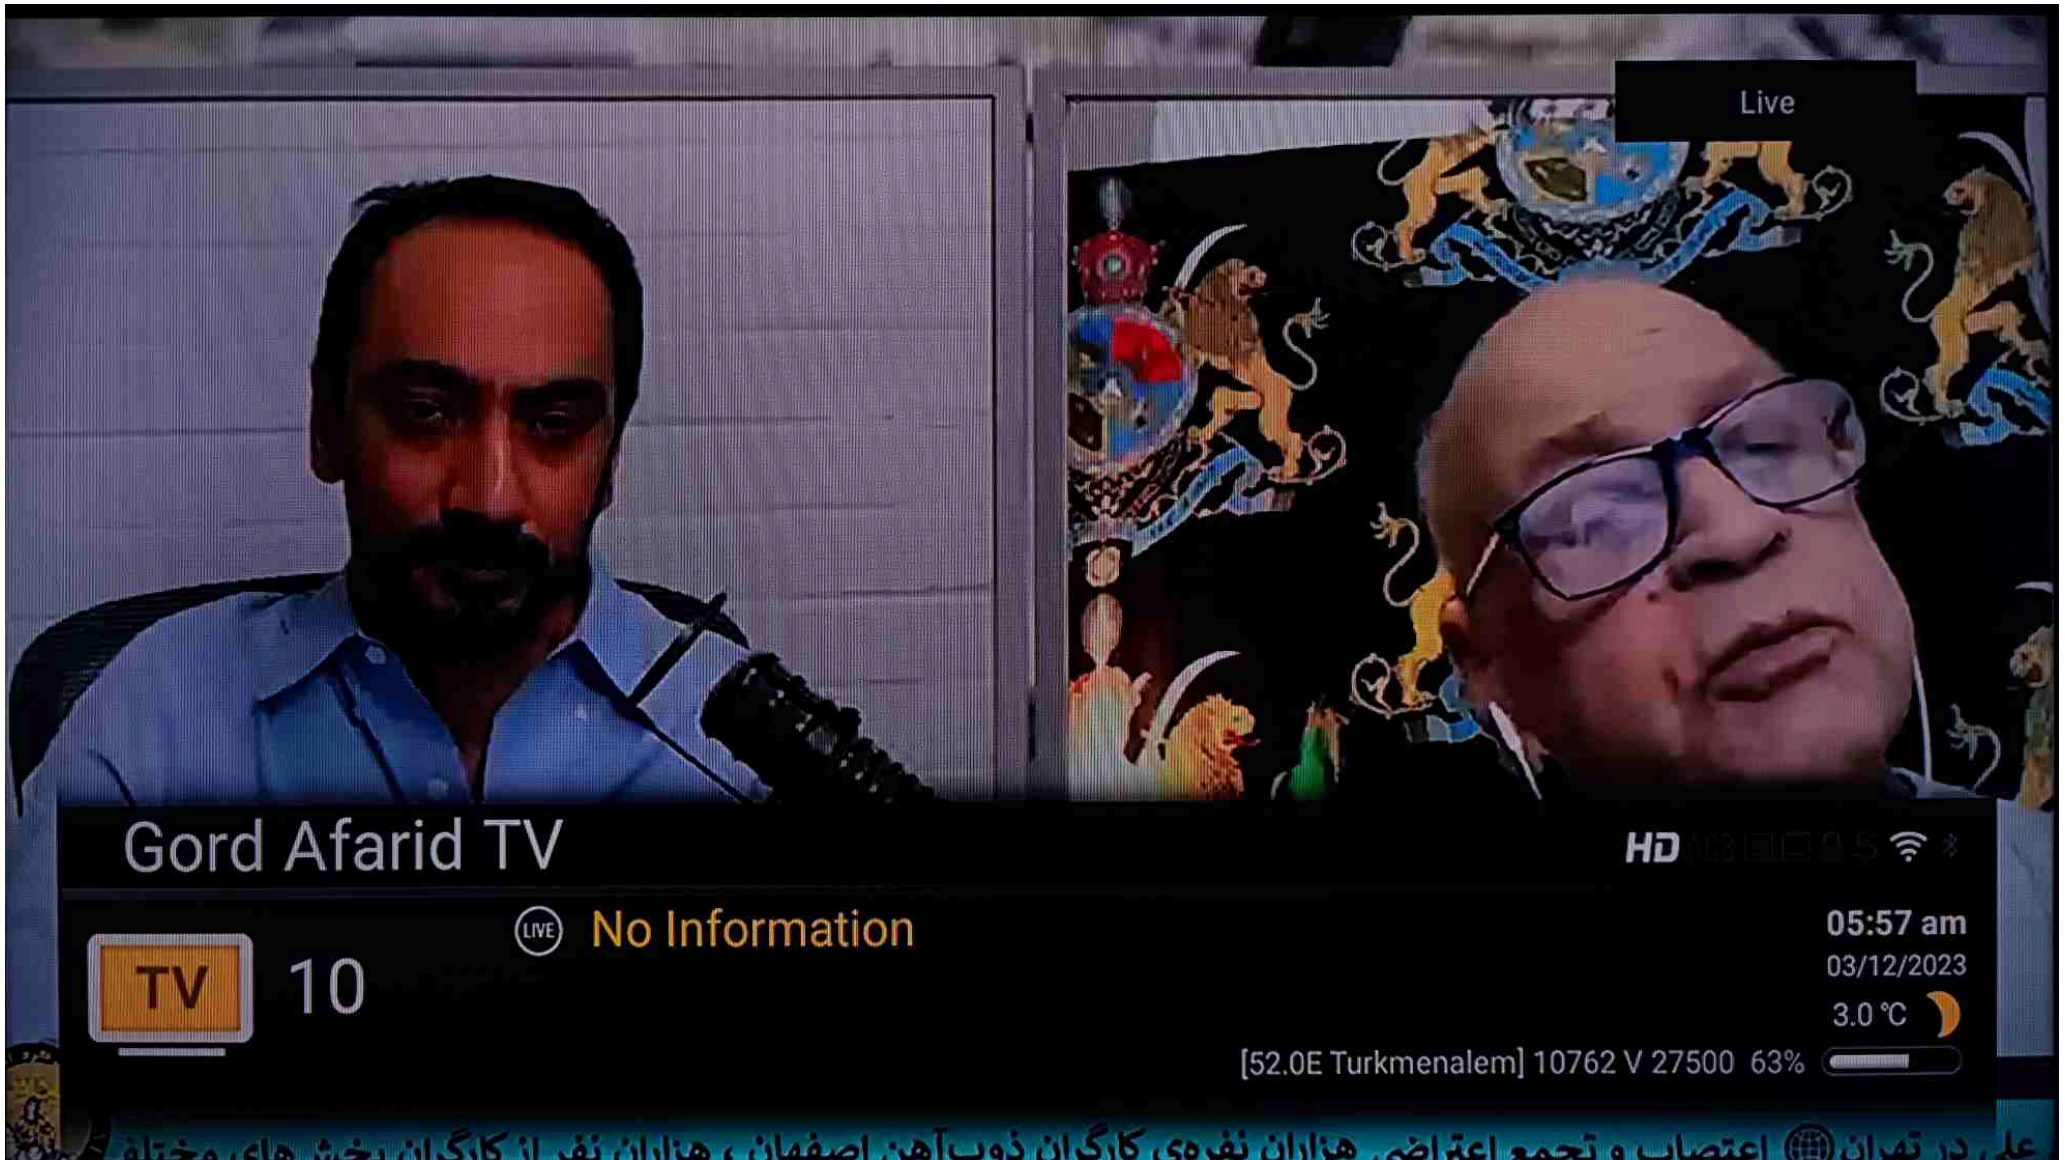 Live
Gord Afarid TV
HD
LIVE No Information
TV 10
05:57 am
03/12/2023
3.0 °C
[52.0E Turkmenalem] 10762 V 27500 63%
علی در تهران اعتصاب و تجمع اعتراضی هزاران نفره‌ی کارگران ذوب‌آهن اصفهان ، هزاران نفر از کارگران بخش های مختلف